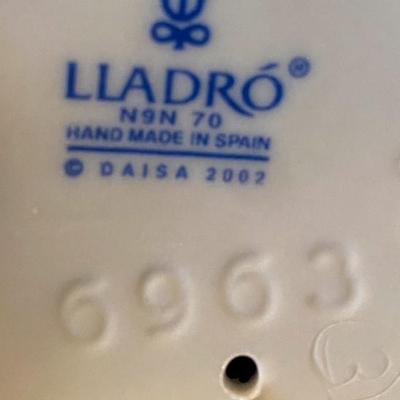 LLADRÓ®
N9N 70
HAND MADE IN SPAIN
© DAISA 2002
6963